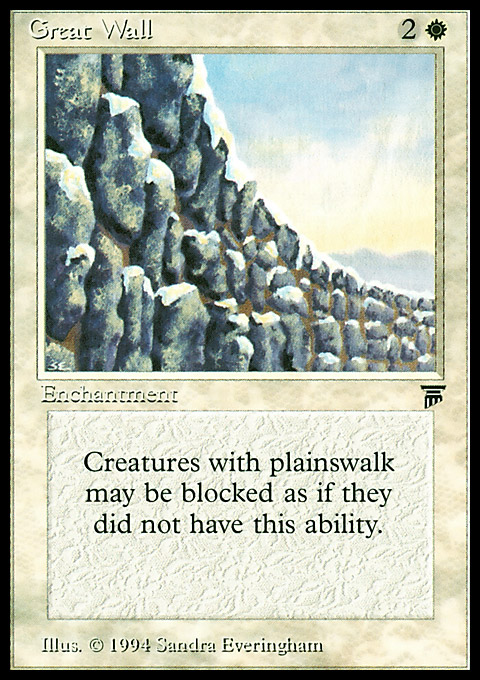 Great Wall 2
SE
Enchantment
Creatures with plainswalk
may be blocked as if they
did not have this ability.
Illus. © 1994 Sandra Everingham